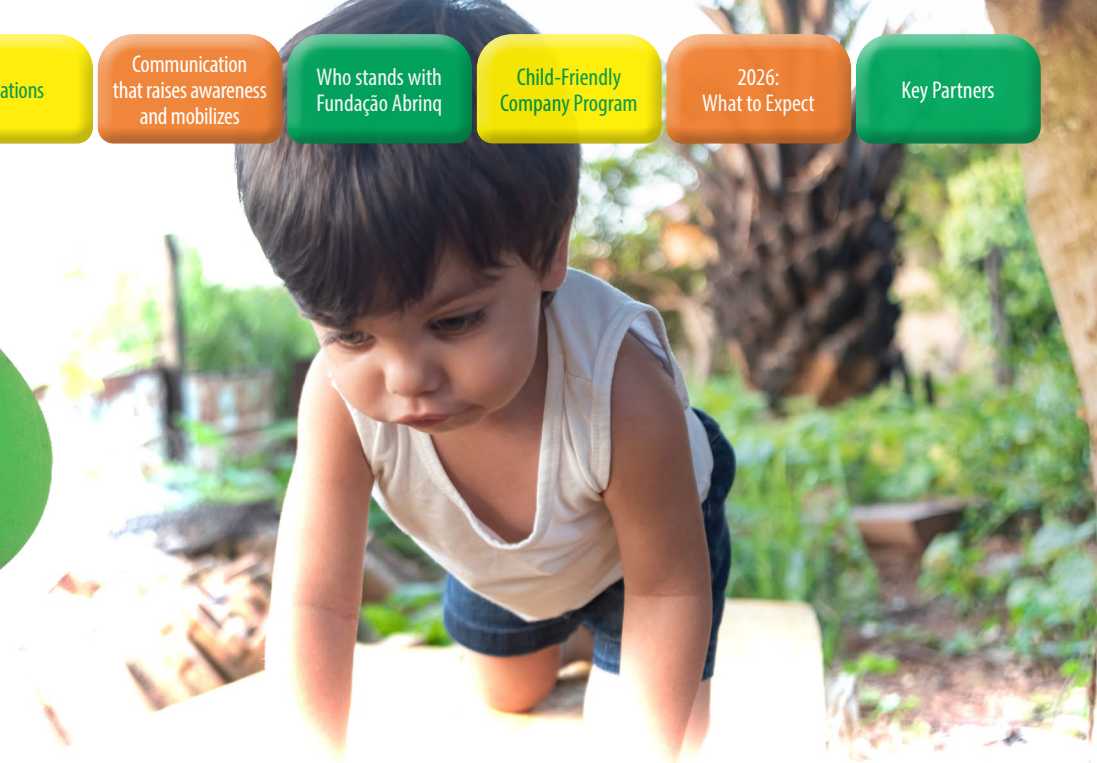 Communication
that raises awareness
and mobilizes
Who stands with
Fundação Abrinq
Child-Friendly
Company Program
2026:
What to Expect
Key Partners